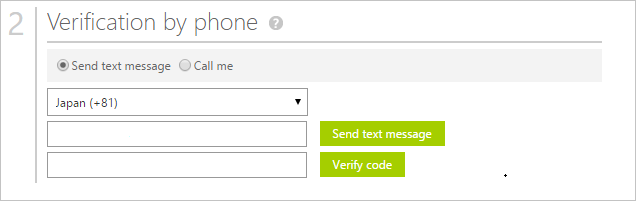 2 Verification by phone ?
Send text message Call me
Japan (+81)
Send text message
Verify code